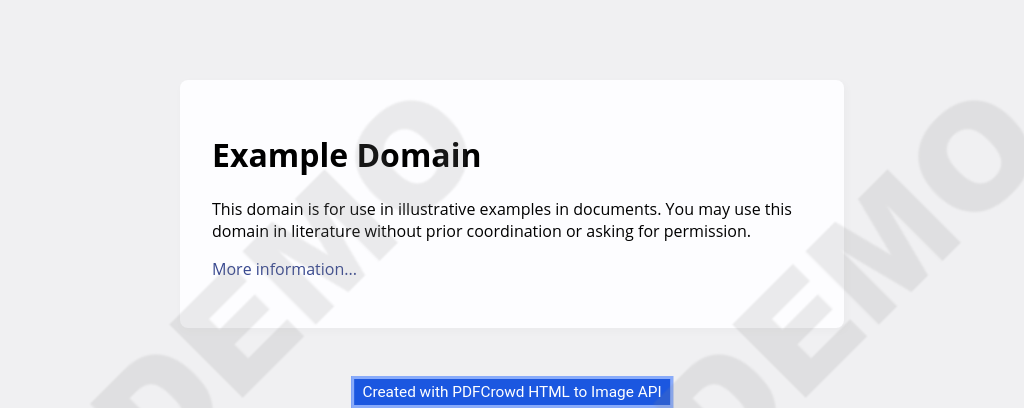 Example Domain
This domain is for use in illustrative examples in documents. You may use this
domain in literature without prior coordination or asking for permission.
More information...
DEMO
DEMO
Created with PDFCrowd HTML to Image API